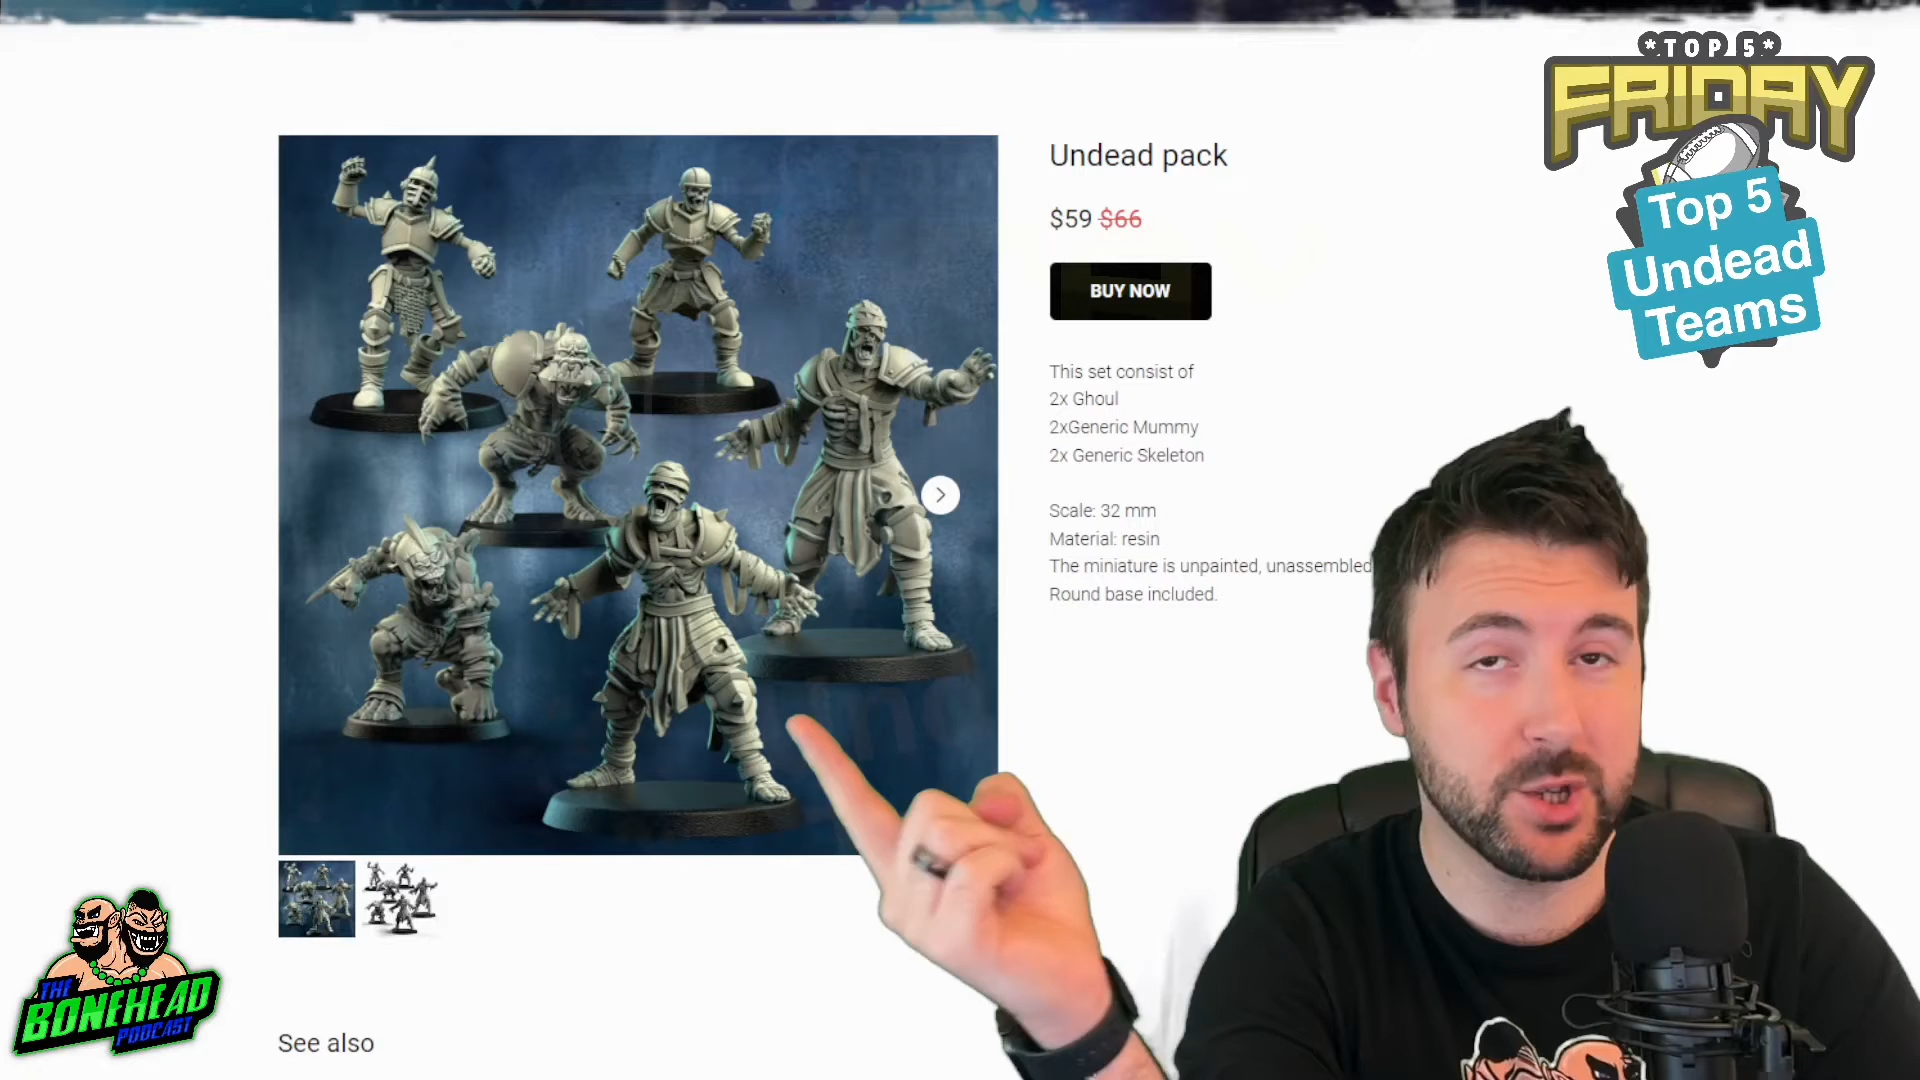 *TOP 5*
FRIDAY
Top 5
Undead
Teams
Undead pack
$59 $66
BUY NOW
This set consist of
2x Ghoul
2xGeneric Mummy
2x Generic Skeleton
Scale: 32 mm
Material: resin
The miniature is unpainted, unassembled
Round base included.
THE
BONEHEAD
PODCAST
See also